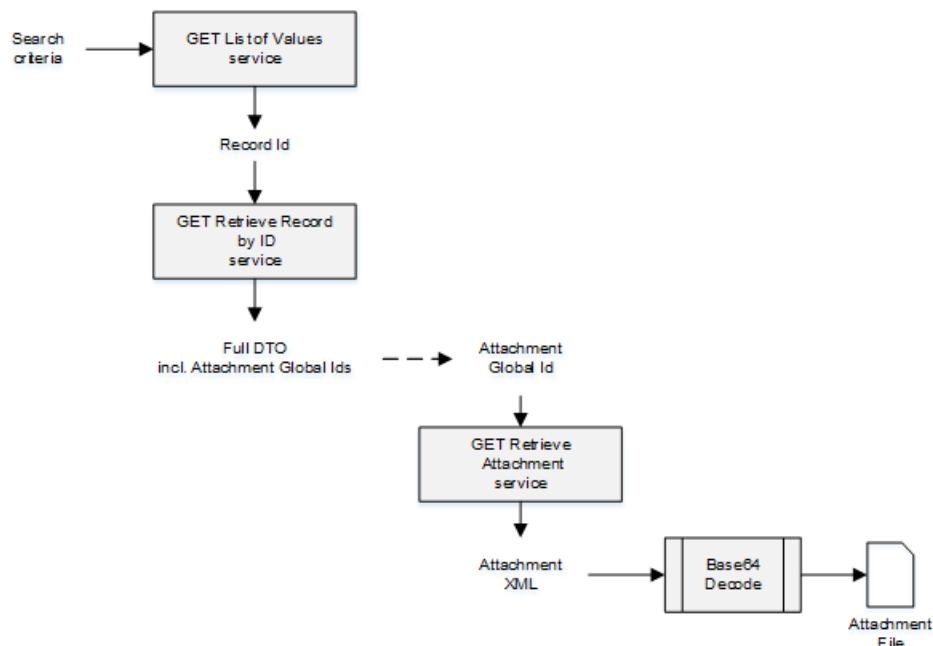 Search
criteria
GET List of Values
service
Record Id
GET Retrieve Record
by ID
service
Full DTO
incl. Attachment Global Ids
Attachment
Global Id
GET Retrieve
Attachment
service
Attachment
XML
Base64
Decode
Attachment
File